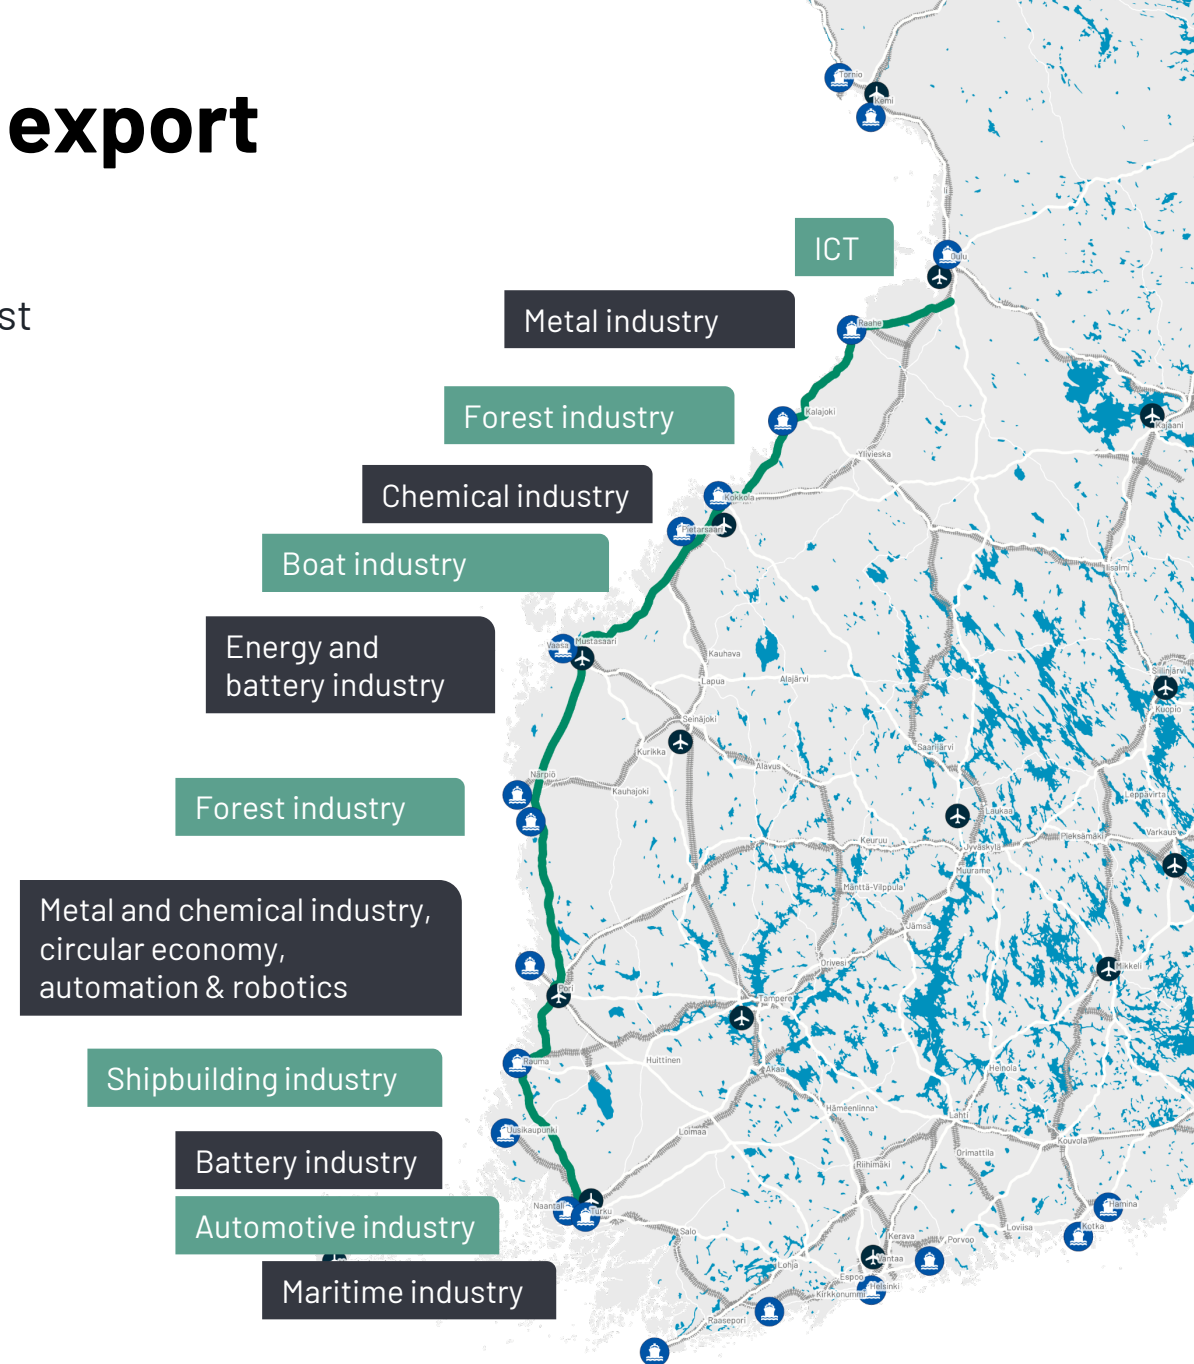 export
st
Tornio
Kemi
Ii
ICT
Oulu
Metal industry
Raahe
Forest industry
Kalajoki
Kajaani
Ylivieska
Chemical industry
Kokkola
Pietarsaari
Boat industry
Iisalmi
Energy and
battery industry
Vaasa
Mustasaari
Kauhava
Lapua
Alajärvi
Siilinjärvi
Kuopio
Seinäjoki
Kurikka
Saarijärvi
Alavus
Närpiö
Kauhajoki
Leppävirta
Forest industry
Laukaa
Keuruu
Jyväskylä
Muurame
Pieksämäki
Varkaus
Mänttä-Vilppula
Metal and chemical industry,
circular economy,
automation & robotics
Jämsä
Orivesi
Mikkeli
Pori
Tampere
Shipbuilding industry
Rauma
Huittinen
Akaa
Heinola
Hämeenlinna
Lahti
Uusikaupunki
Loimaa
Kouvola
Battery industry
Riihimäki
Orimattila
Automotive industry
Naantali
Turku
Salo
Hamina
Kotka
Loviisa
Kerava
Porvoo
Vantaa
Lohja
Espoo
Helsinki
Kirkkonummi
Maritime industry
Raasepori